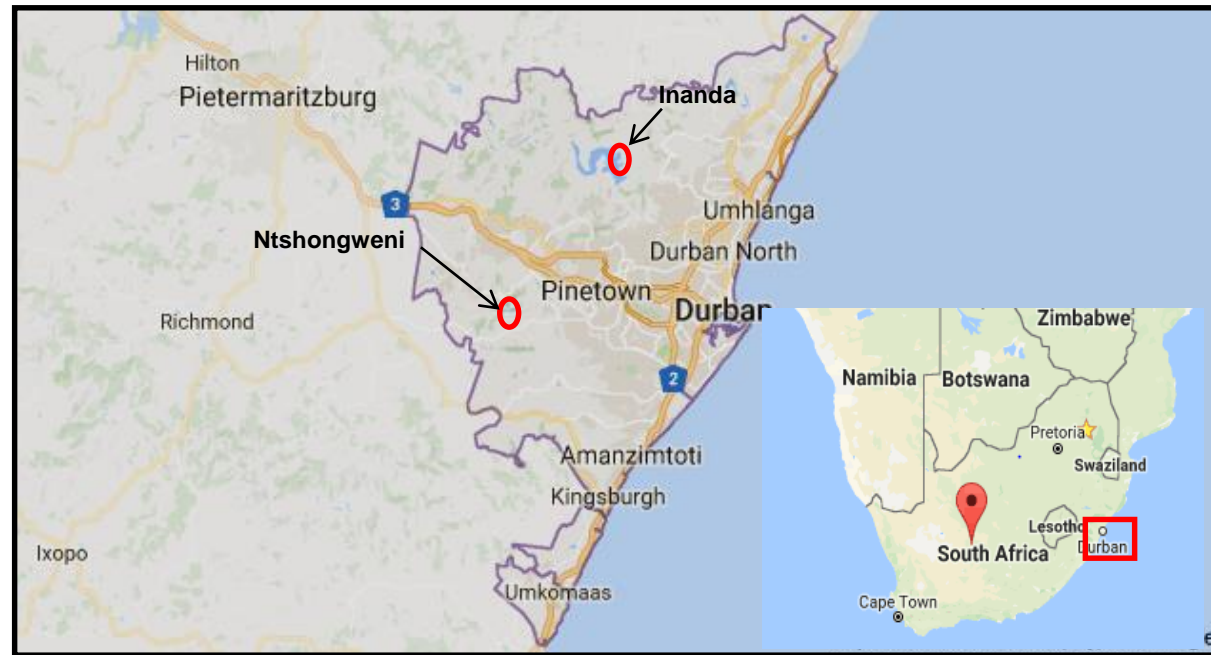 Hilton
Pietermaritzburg
Inanda
3
Umhlanga
Ntshongweni
Durban North
Pinetown
Durban
Richmond
2
Amanzimtoti
Kingsburgh
Ixopo
Umkomaas
Zimbabwe
Namibia
Botswana
Pretoria
Swaziland
Lesotho
Durban
South Africa
Cape Town
e